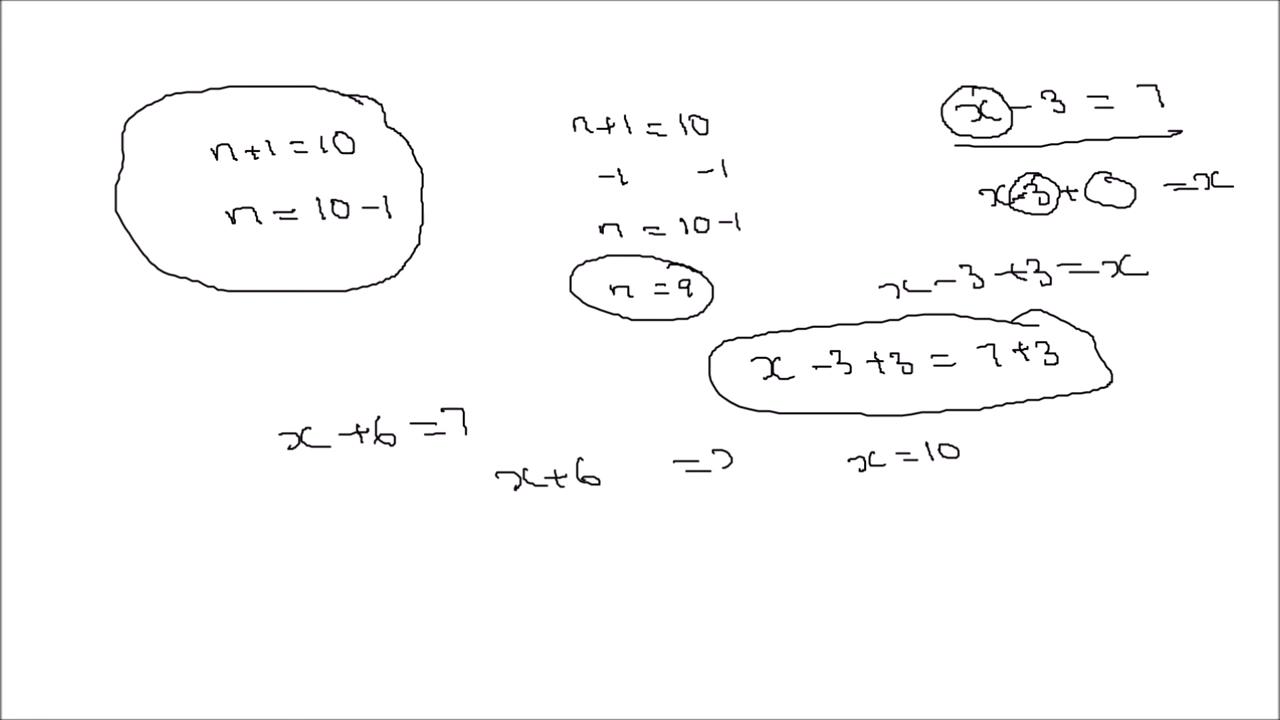 n+1=10
n=10-1
n+1=10
-1 -1
n=10-1
n=9
x-3=7
x-3+ =x
x-3+3=x
x-3+3=7+3
x=10
x+6=7
x+6 =